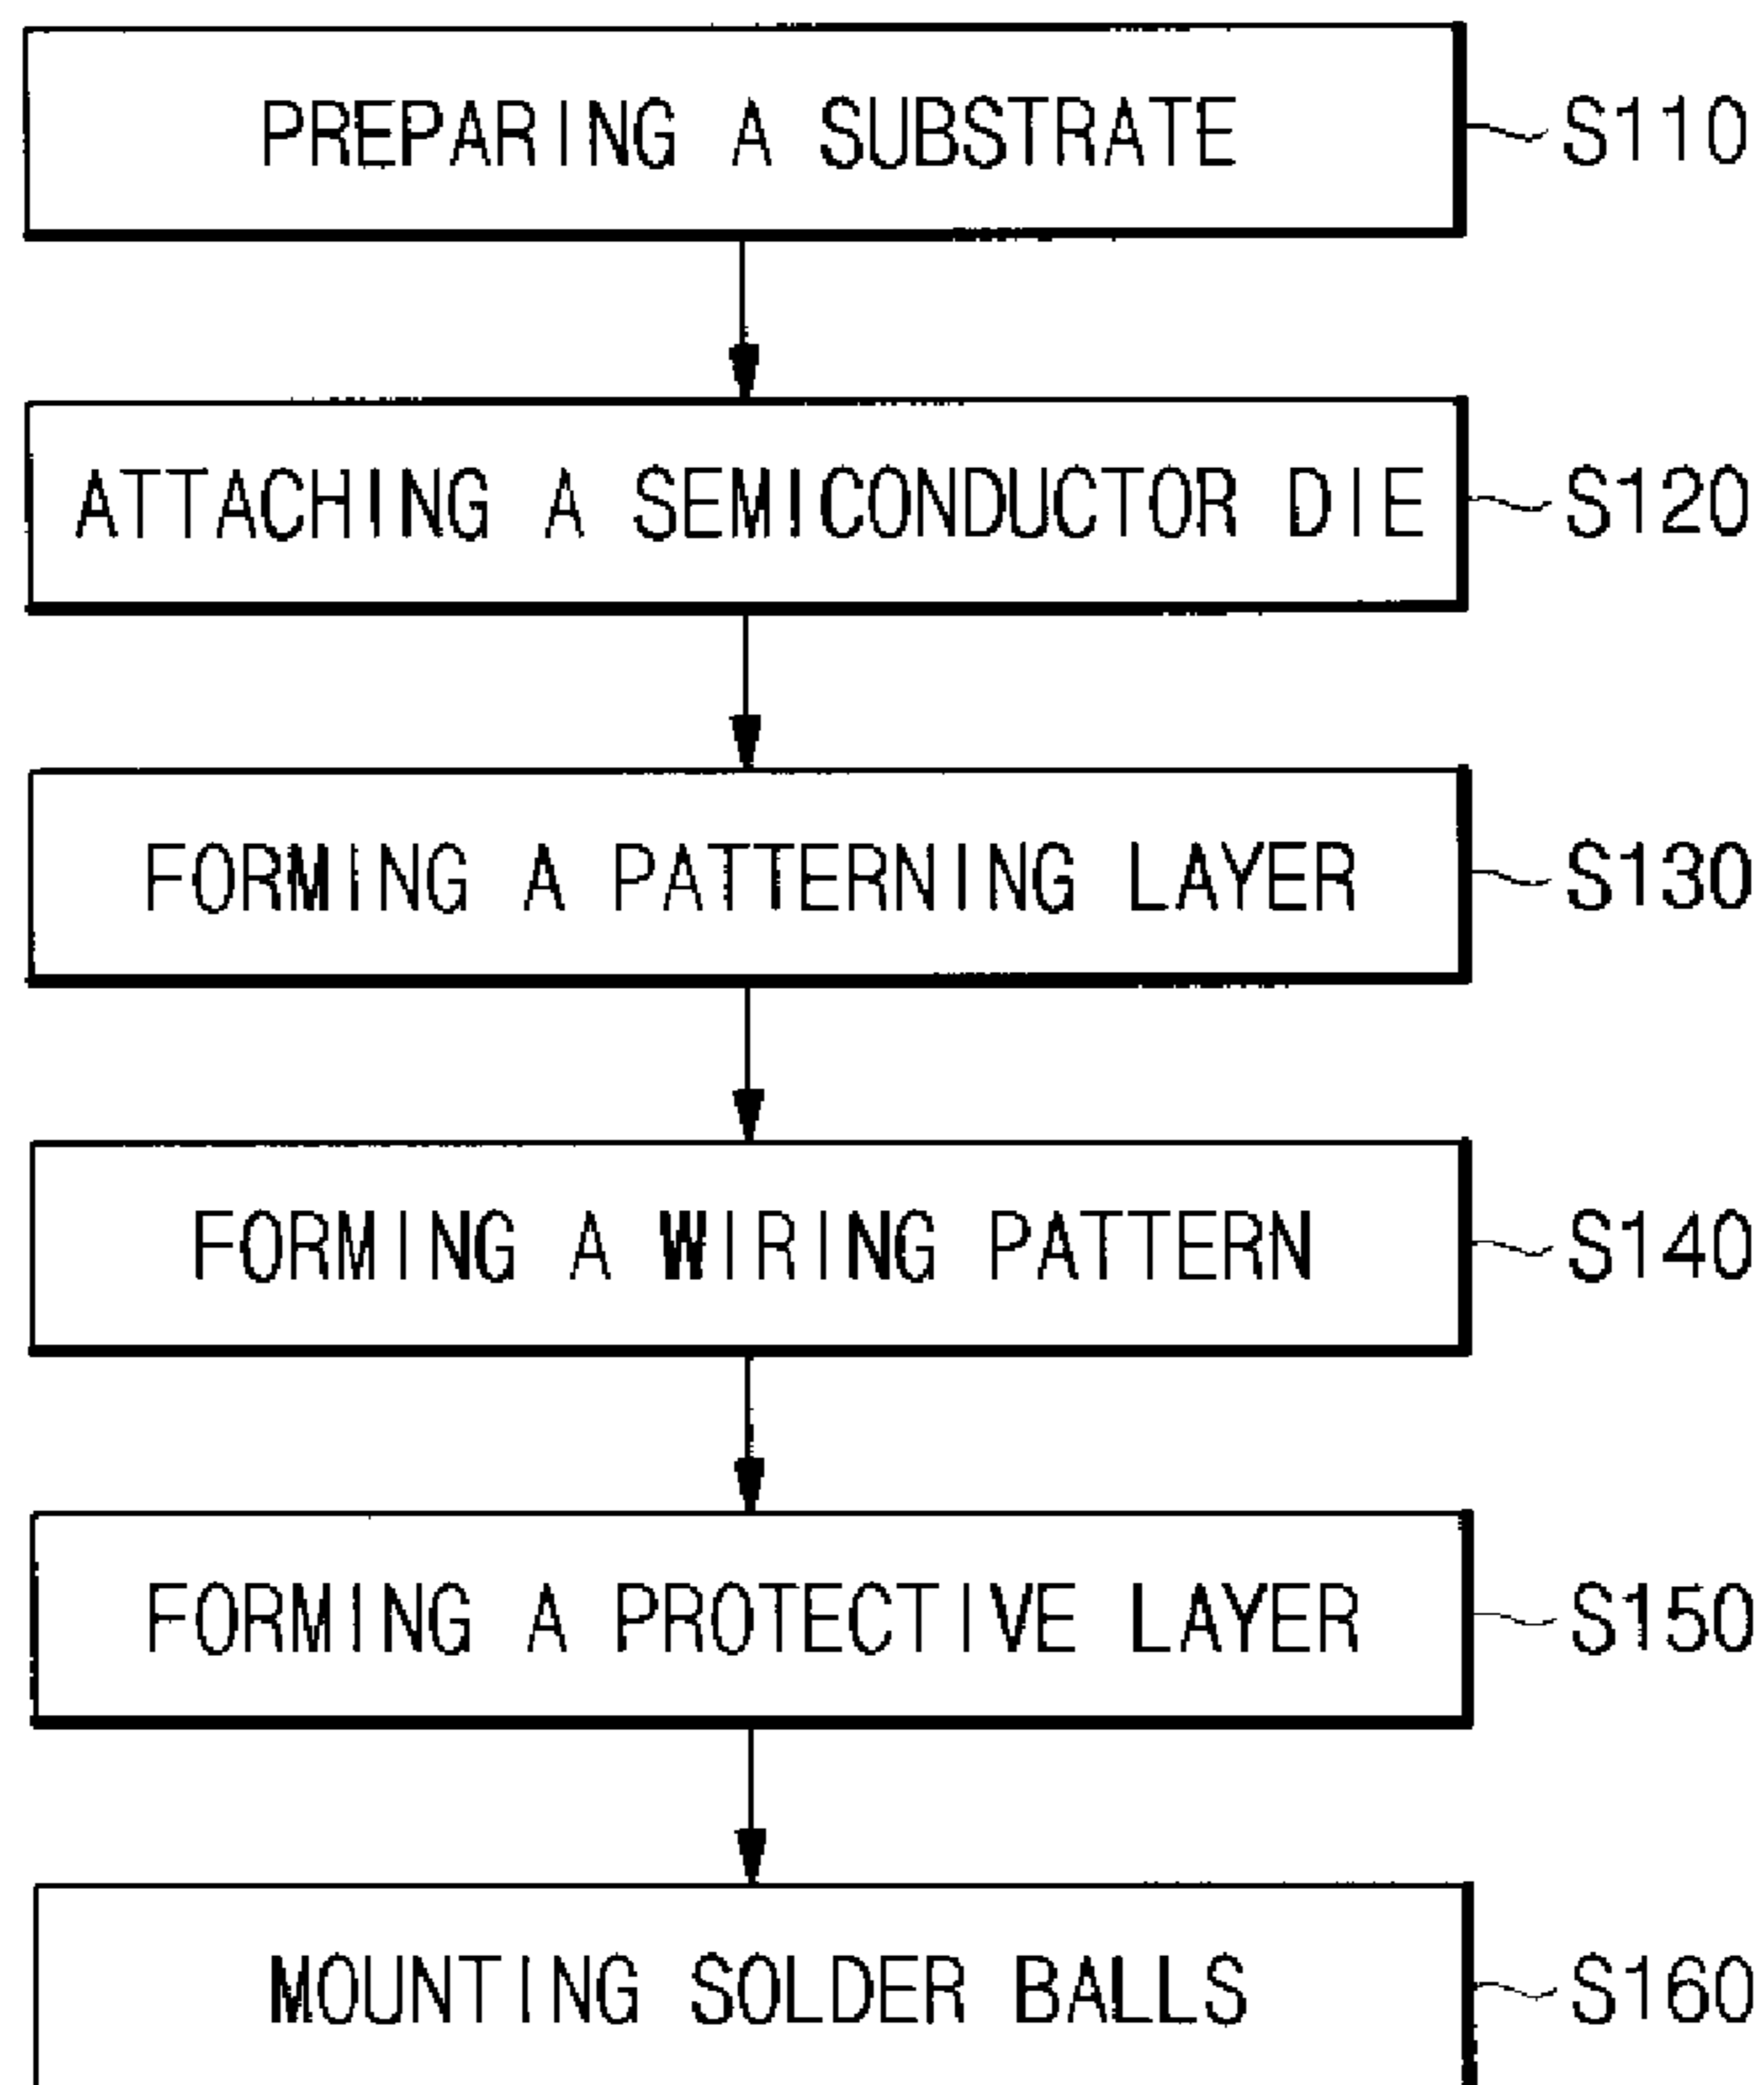 PREPARING A SUBSTRATE S110
ATTACHING A SEMICONDUCTOR DIE S120
FORMING A PATTERNING LAYER S130
FORMING A WIRING PATTERN S140
FORMING A PROTECTIVE LAYER S150
MOUNTING SOLDER BALLS S160